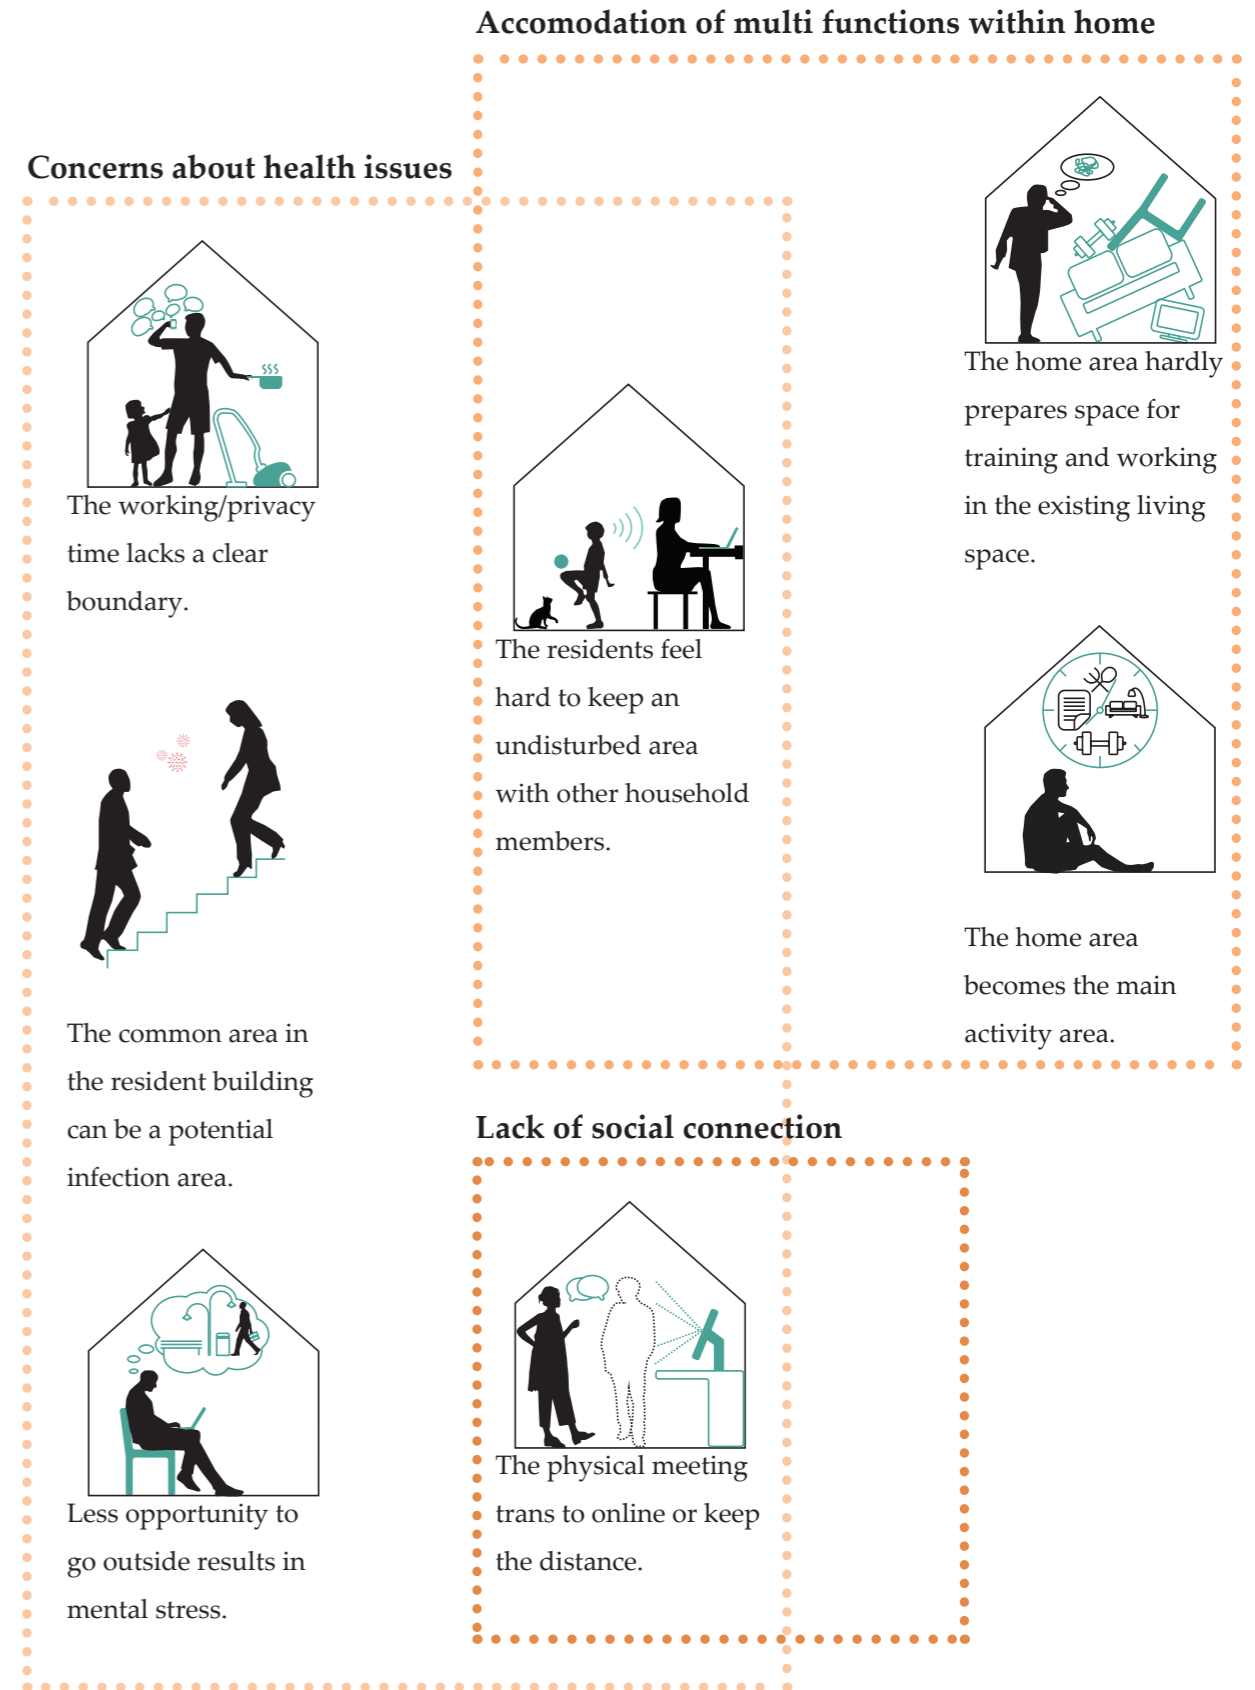 Accomodation of multi functions within home
Concerns about health issues
The working/privacy
time lacks a clear
boundary.
The common area in
the resident building
can be a potential
infection area.
Less opportunity to
go outside results in
mental stress.
The residents feel
hard to keep an
undisturbed area
with other household
members.
The home area hardly
prepares space for
training and working
in the existing living
space.
The home area
becomes the main
activity area.
Lack of social connection
The physical meeting
trans to online or keep
the distance.